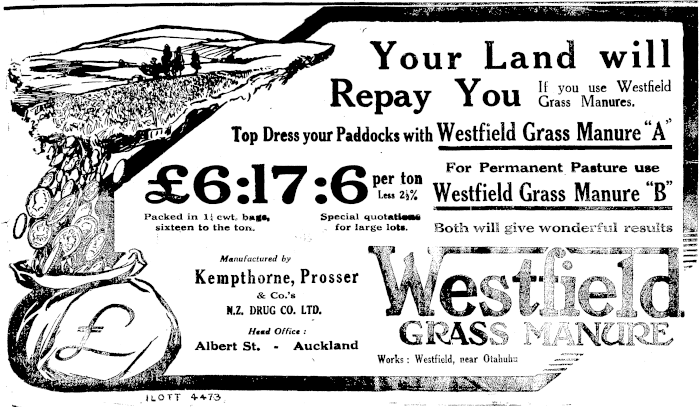 Your Land will
Repay You
If you use Westfield
Grass Manures.
Top Dress your Paddocks with Westfield Grass Manure "A"
£6:17:6 per ton
Less 2½%
Packed in 1¼ cwt. bags,
sixteen to the ton.
Special quotations
for large lots.
For Permanent Pasture use
Westfield Grass Manure "B"
Both will give wonderful results
Manufactured by
Kempthorne, Prosser
& Co.'s
N.Z. DRUG CO. LTD.
Head Office :
Albert St. - Auckland
Westfield
GRASS MANURE
Works : Westfield, near Otahuhu
£
ILOTT 4473